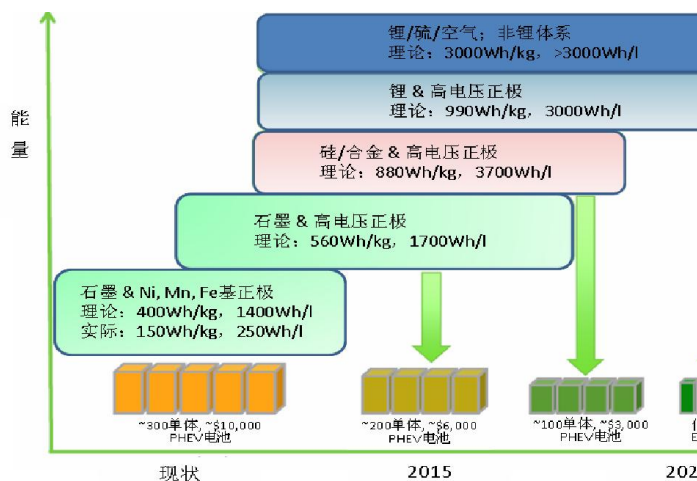 锂/硫/空气；非锂体系
理论：3000Wh/kg，>3000Wh/l
锂 & 高电压正极
理论：990Wh/kg，3000Wh/l
能量
硅/合金 & 高电压正极
理论：880Wh/kg，3700Wh/l
石墨 & 高电压正极
理论：560Wh/kg，1700Wh/l
石墨 & Ni, Mn, Fe基正极
理论：400Wh/kg，1400Wh/l
实际：150Wh/kg，250Wh/l
~300单体, ~$10,000
PHEV电池
~200单体, ~$6,000
PHEV电池
~100单体, ~$3,000
PHEV电池
现状
2015
202